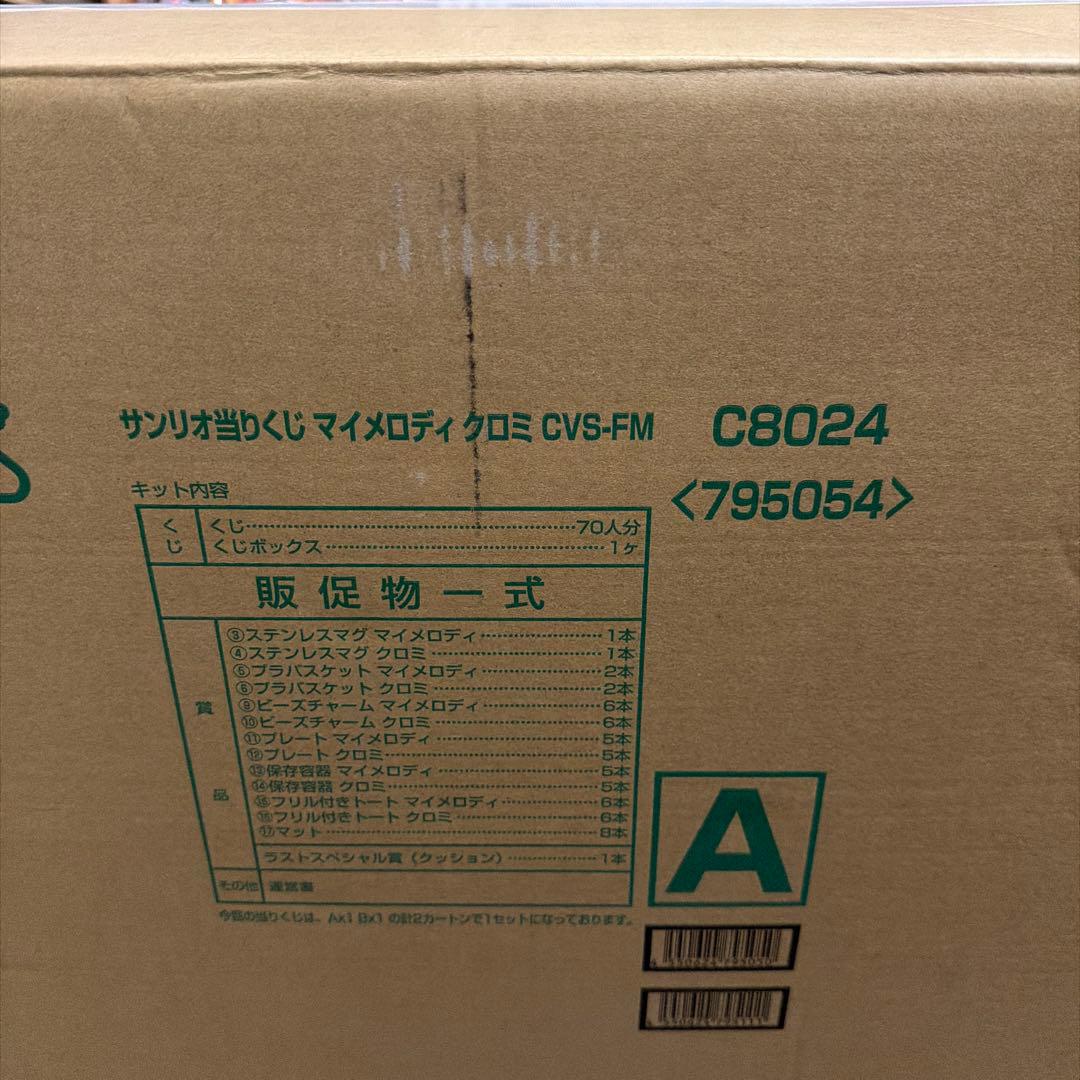 サンリオ当りくじ マイメロディ クロミ CVS-FM C8024
<795054>
キット内容
くじ
くじ…………70人分
くじボックス…………1ヶ
販促物一式
賞品
③ステンレスマグ マイメロディ…………1本
④ステンレスマグ クロミ…………1本
⑤プラバスケット マイメロディ…………2本
⑥プラバスケット クロミ…………2本
⑨ビーズチャーム マイメロディ…………6本
⑩ビーズチャーム クロミ…………6本
⑪プレート マイメロディ…………5本
⑫プレート クロミ…………5本
⑬保存容器 マイメロディ…………5本
⑭保存容器 クロミ…………5本
⑮フリル付きトート マイメロディ…………6本
⑯フリル付きトート クロミ…………6本
⑰マット…………8本
ラストスペシャル賞（クッション）…………1本
その他 運営書
今回の当りくじは、Ax1 Bx1 の計2カートンで1セットになっております。
A